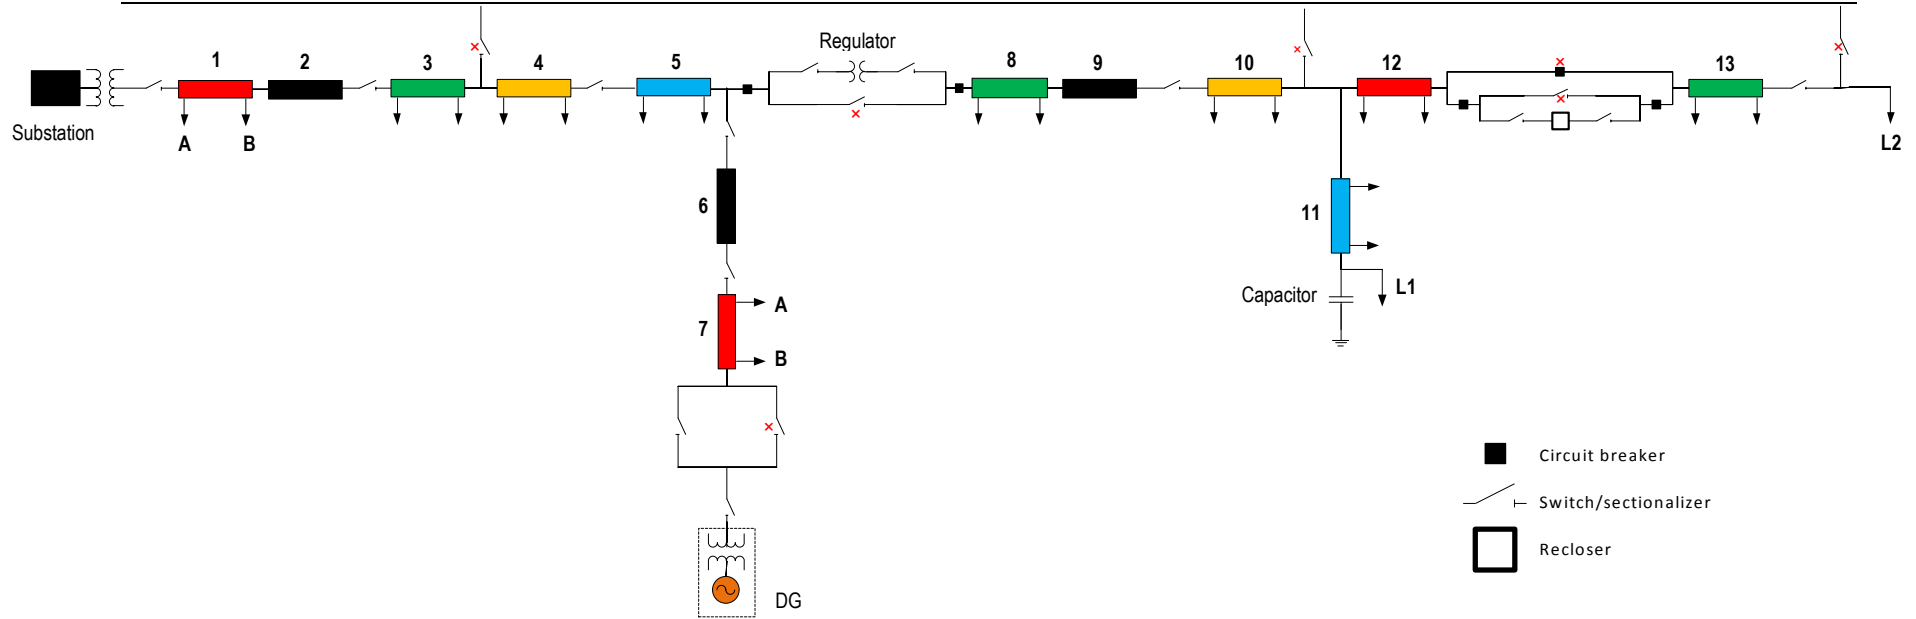 Regulator
1
2
3
4
5
8
9
10
12
13
Substation
A
B
L2
6
11
7
A
B
Capacitor
L1
Circuit breaker
Switch/sectionalizer
Recloser
DG